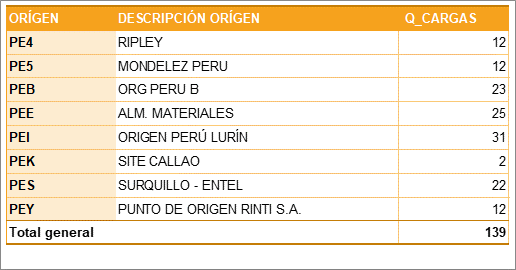 ORÍGEN DESCRIPCIÓN ORÍGEN Q_CARGAS
PE4 RIPLEY 12
PE5 MONDELEZ PERU 12
PEB ORG PERU B 23
PEE ALM. MATERIALES 25
PEI ORIGEN PERÚ LURÍN 31
PEK SITE CALLAO 2
PES SURQUILLO - ENTEL 22
PEY PUNTO DE ORIGEN RINTI S.A. 12
Total general 139